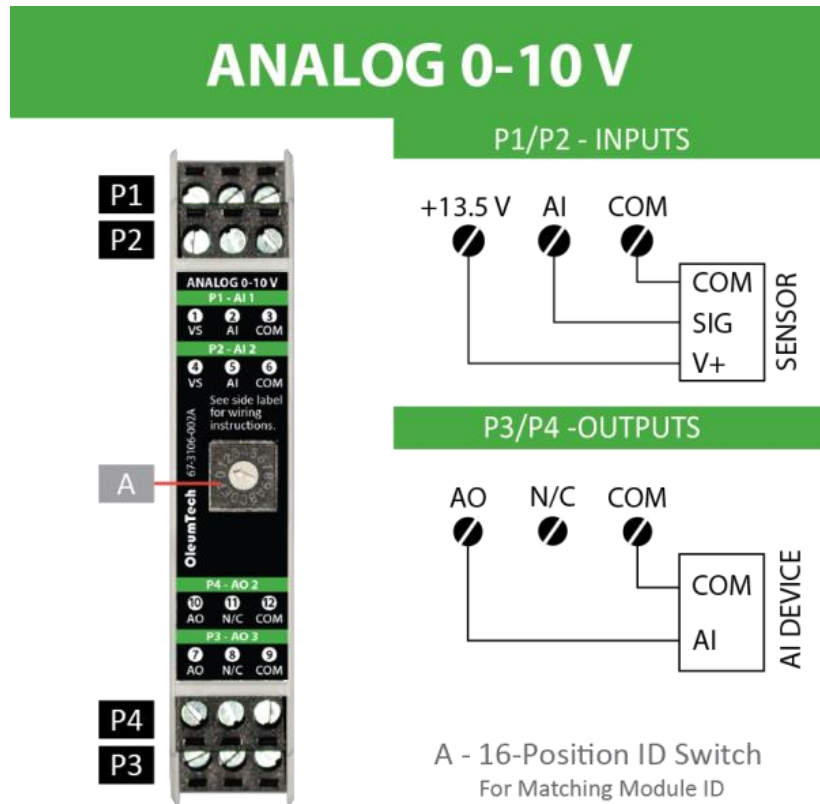 ANALOG 0-10 V
P1/P2 - INPUTS
P1
P2
+13.5 V AI COM
COM
SIG
V+
SENSOR
ANALOG 0-10 V
P1 - AI 1
1 2 3
VS AI COM
P2 - AI 2
4 5 6
VS AI COM
See side label
for wiring
instructions.
67-3106-002A
OleumTech
A
P3/P4 -OUTPUTS
AO N/C COM
COM
AI
AI DEVICE
P4 - AO 2
10 11 12
AO N/C COM
P3 - AO 3
7 8 9
AO N/C COM
P4
P3
A - 16-Position ID Switch
For Matching Module ID